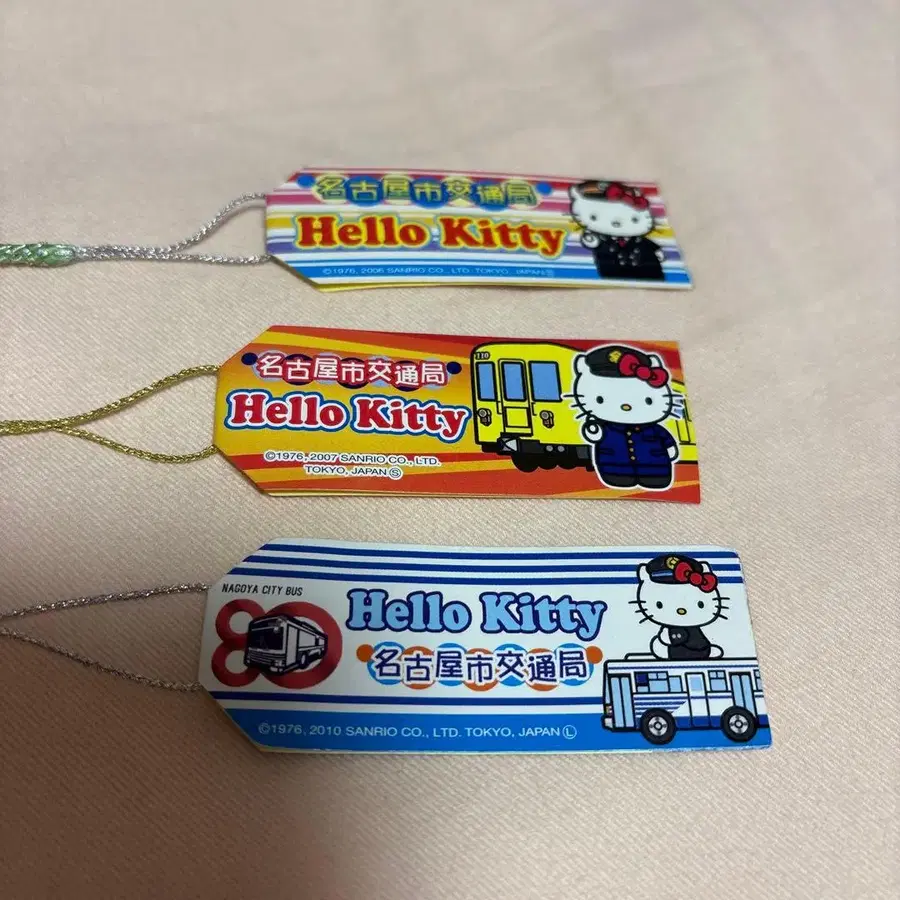 名古屋市交通局
Hello Kitty
©1976, 2006 SANRIO CO., LTD. TOKYO, JAPAN Ⓢ
名古屋市交通局
Hello Kitty
©1976, 2007 SANRIO CO., LTD.
TOKYO, JAPAN Ⓢ
110
NAGOYA CITY BUS
80
Hello Kitty
名古屋市交通局
©1976, 2010 SANRIO CO., LTD. TOKYO, JAPAN Ⓛ